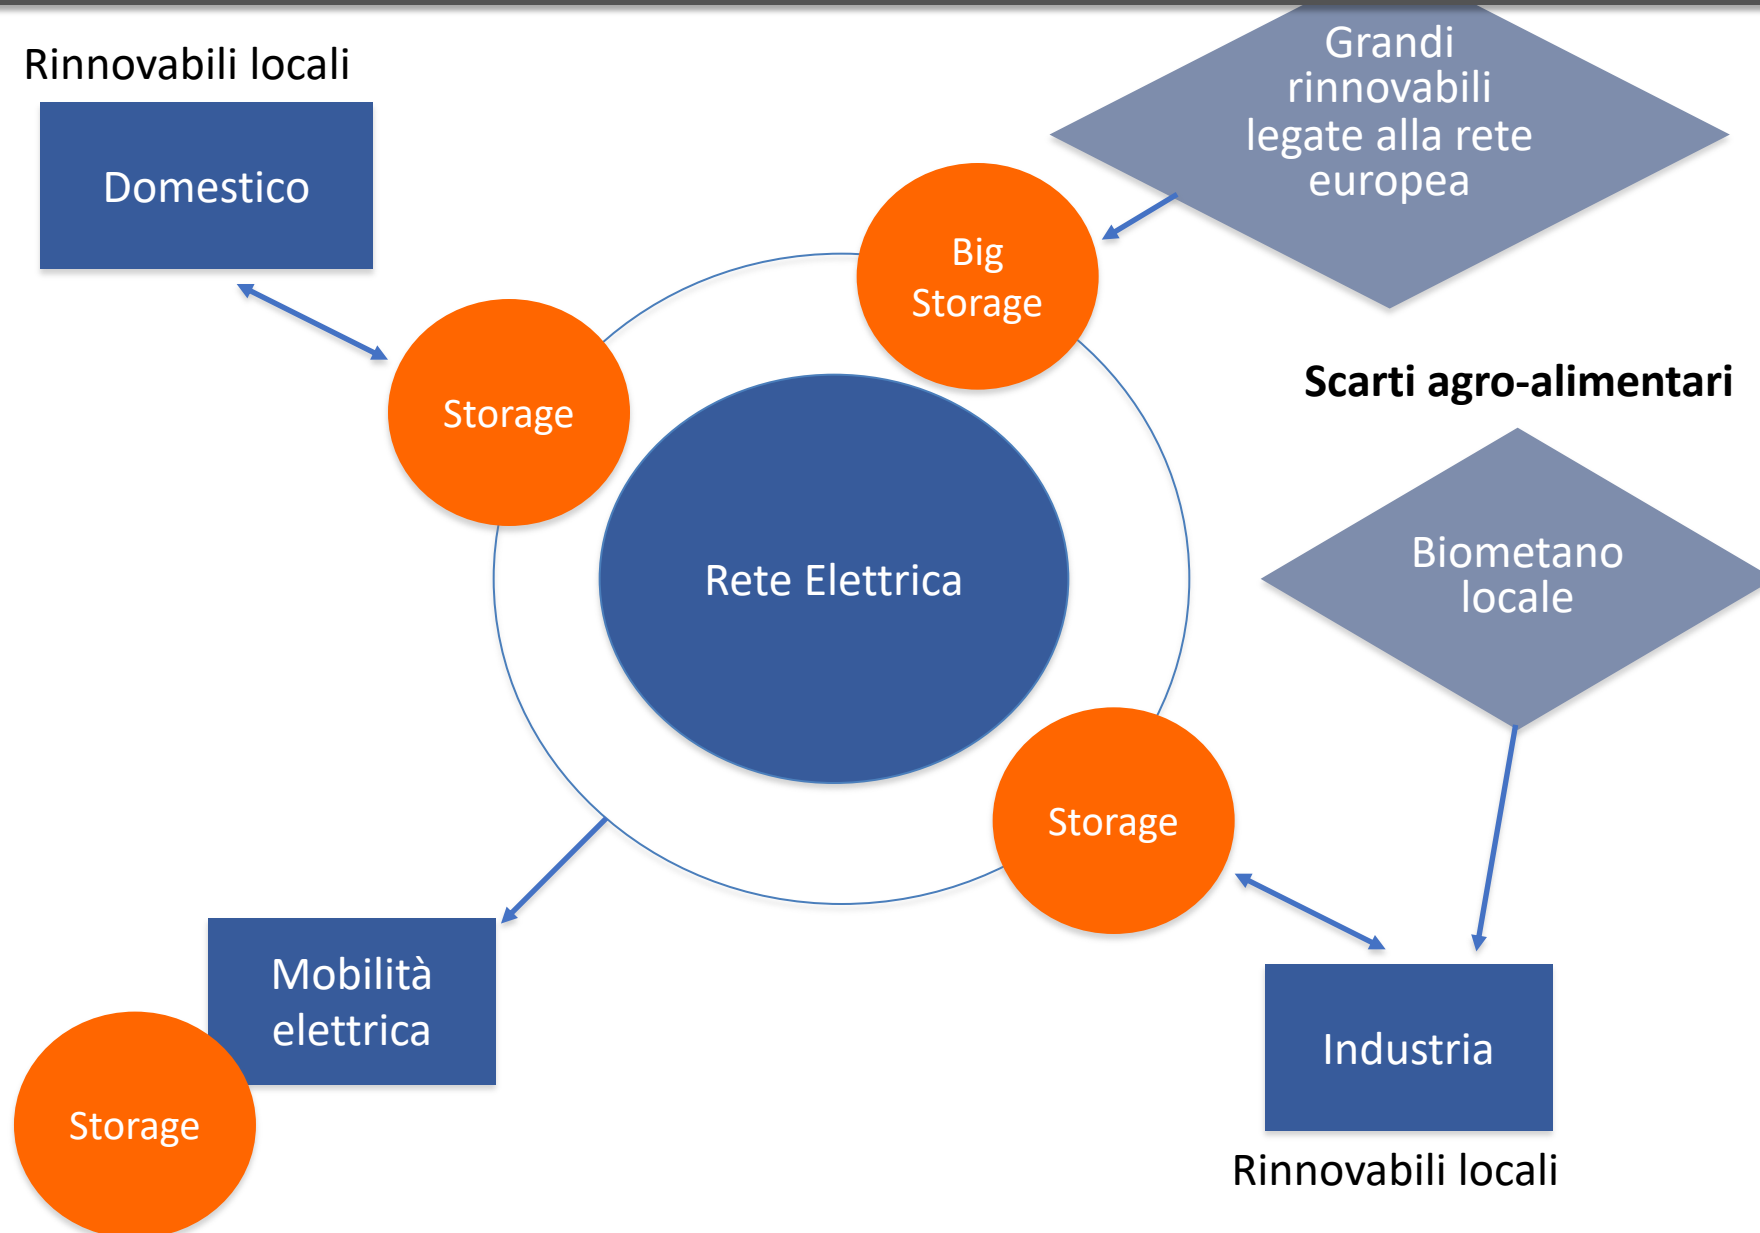 Rinnovabili locali
Domestico
Grandi
rinnovabili
legate alla rete
europea
Big
Storage
Storage
Scarti agro-alimentari
Rete Elettrica
Biometano
locale
Storage
Mobilità
elettrica
Storage
Industria
Rinnovabili locali